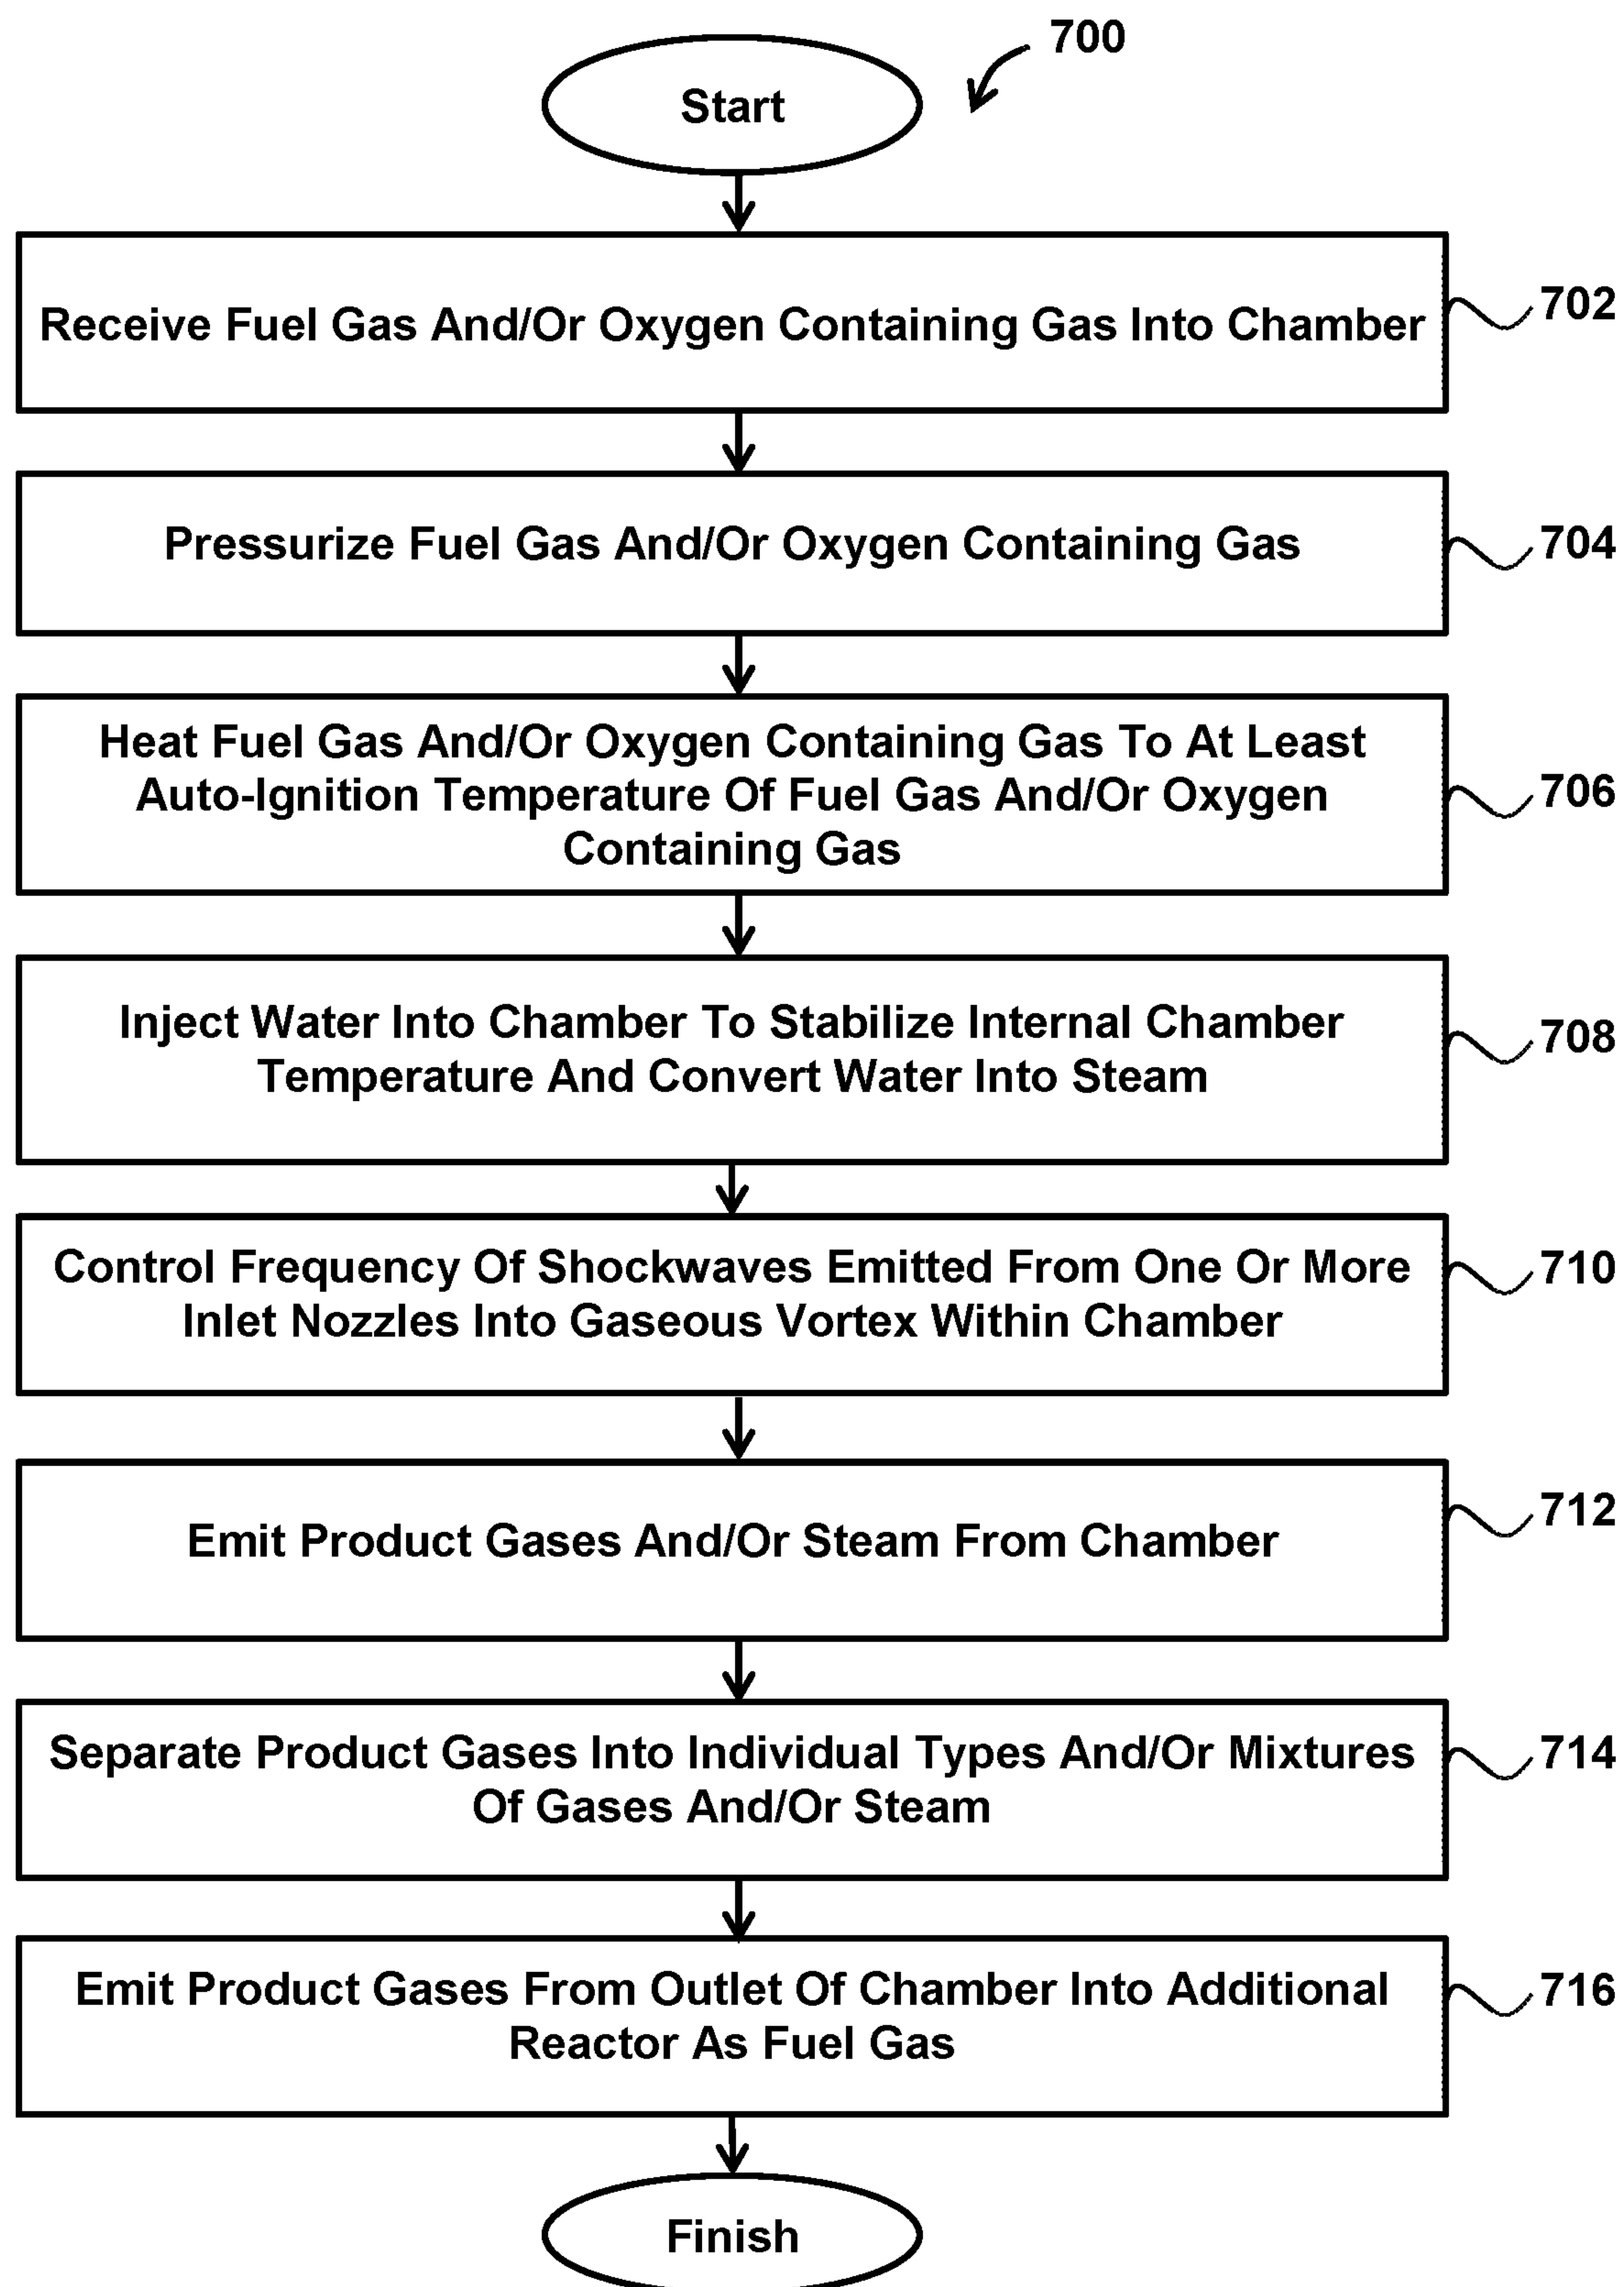 700
Start
Receive Fuel Gas And/Or Oxygen Containing Gas Into Chamber
702
Pressurize Fuel Gas And/Or Oxygen Containing Gas
704
Heat Fuel Gas And/Or Oxygen Containing Gas To At Least
Auto-Ignition Temperature Of Fuel Gas And/Or Oxygen
Containing Gas
706
Inject Water Into Chamber To Stabilize Internal Chamber
Temperature And Convert Water Into Steam
708
Control Frequency Of Shockwaves Emitted From One Or More
Inlet Nozzles Into Gaseous Vortex Within Chamber
710
Emit Product Gases And/Or Steam From Chamber
712
Separate Product Gases Into Individual Types And/Or Mixtures
Of Gases And/Or Steam
714
Emit Product Gases From Outlet Of Chamber Into Additional
Reactor As Fuel Gas
716
Finish